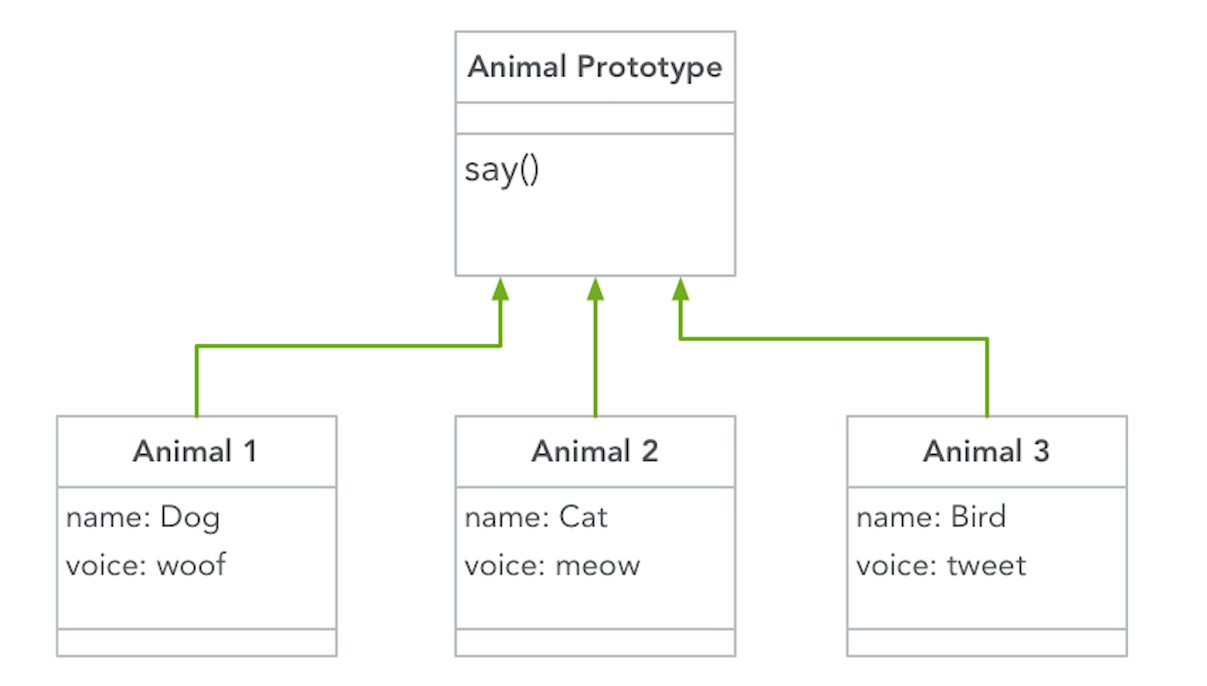 Animal Prototype
say()
Animal 1
name: Dog
voice: woof
Animal 2
name: Cat
voice: meow
Animal 3
name: Bird
voice: tweet